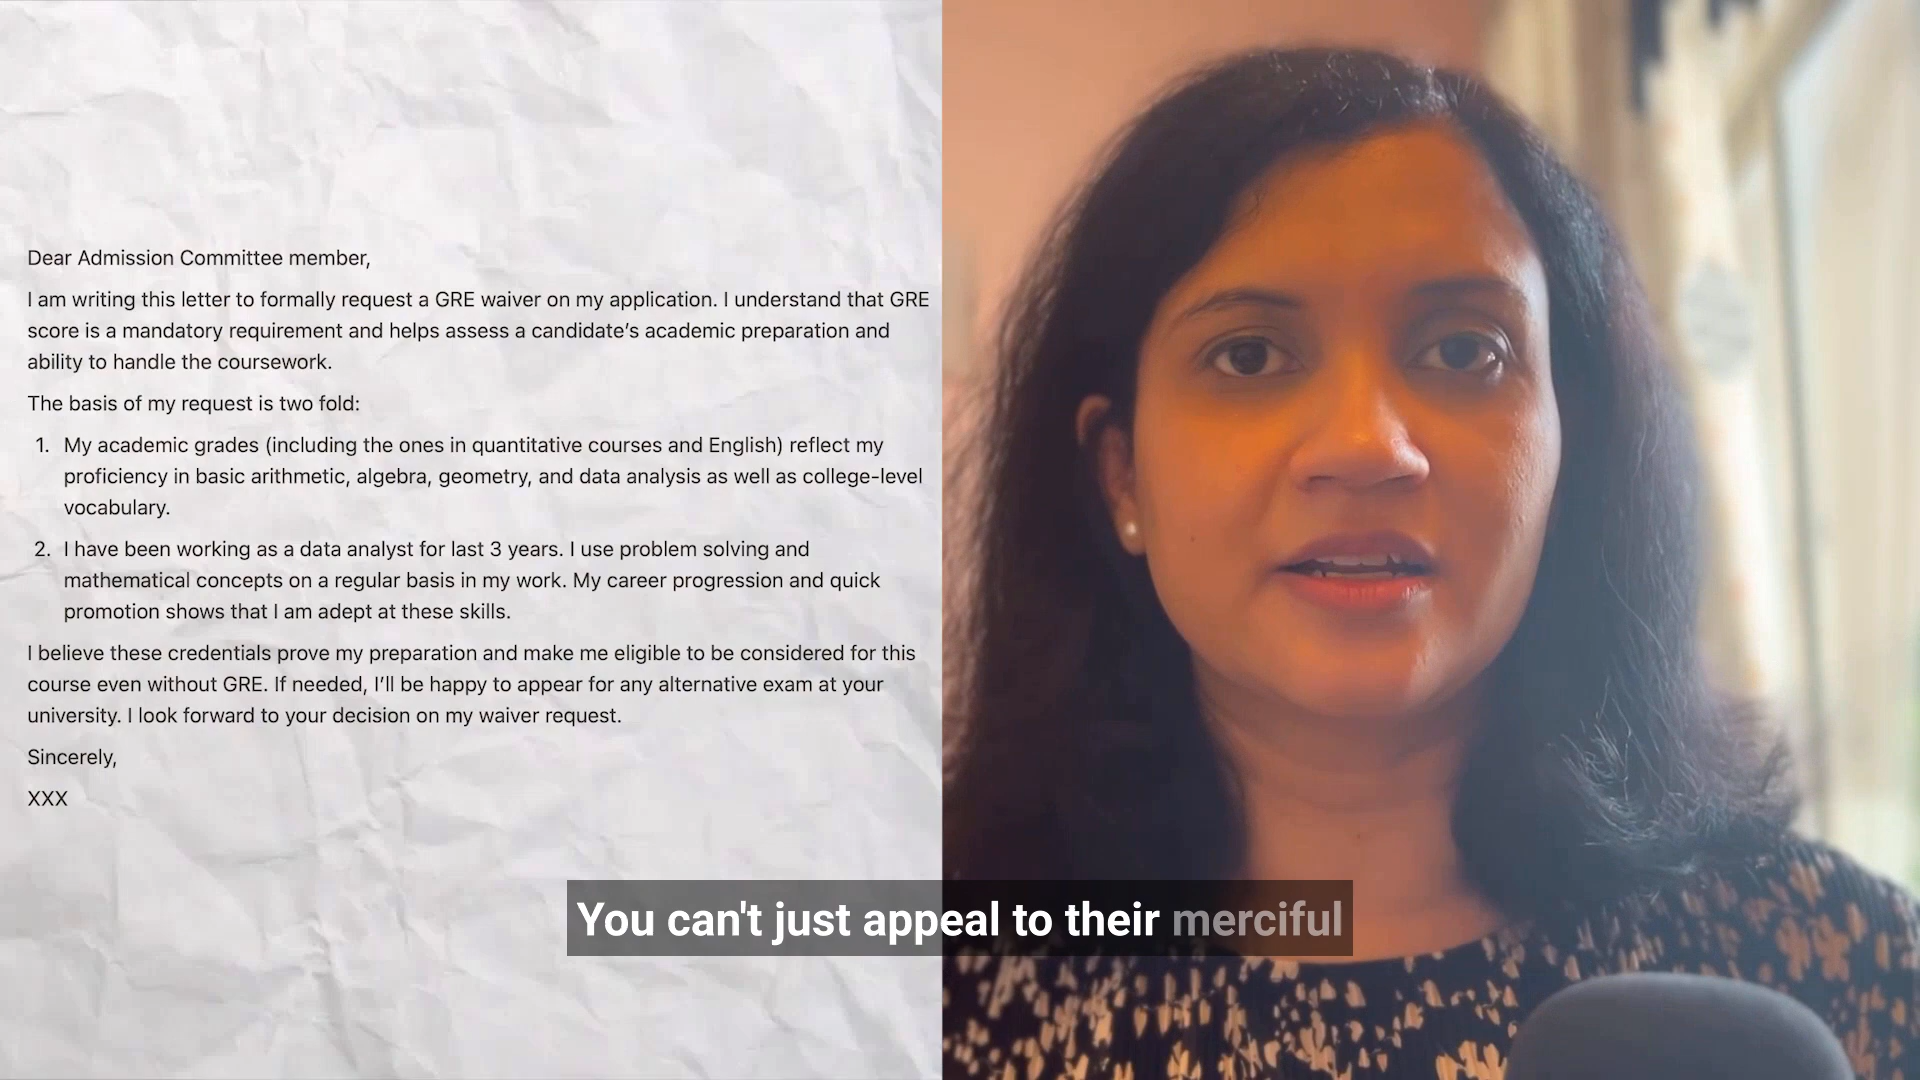 Dear Admission Committee member,
I am writing this letter to formally request a GRE waiver on my application. I understand that GRE
score is a mandatory requirement and helps assess a candidate’s academic preparation and
ability to handle the coursework.
The basis of my request is two fold:
1. My academic grades (including the ones in quantitative courses and English) reflect my
proficiency in basic arithmetic, algebra, geometry, and data analysis as well as college-level
vocabulary.
2. I have been working as a data analyst for last 3 years. I use problem solving and
mathematical concepts on a regular basis in my work. My career progression and quick
promotion shows that I am adept at these skills.
I believe these credentials prove my preparation and make me eligible to be considered for this
course even without GRE. If needed, I’ll be happy to appear for any alternative exam at your
university. I look forward to your decision on my waiver request.
Sincerely,
XXX
You can't just appeal to their merciful